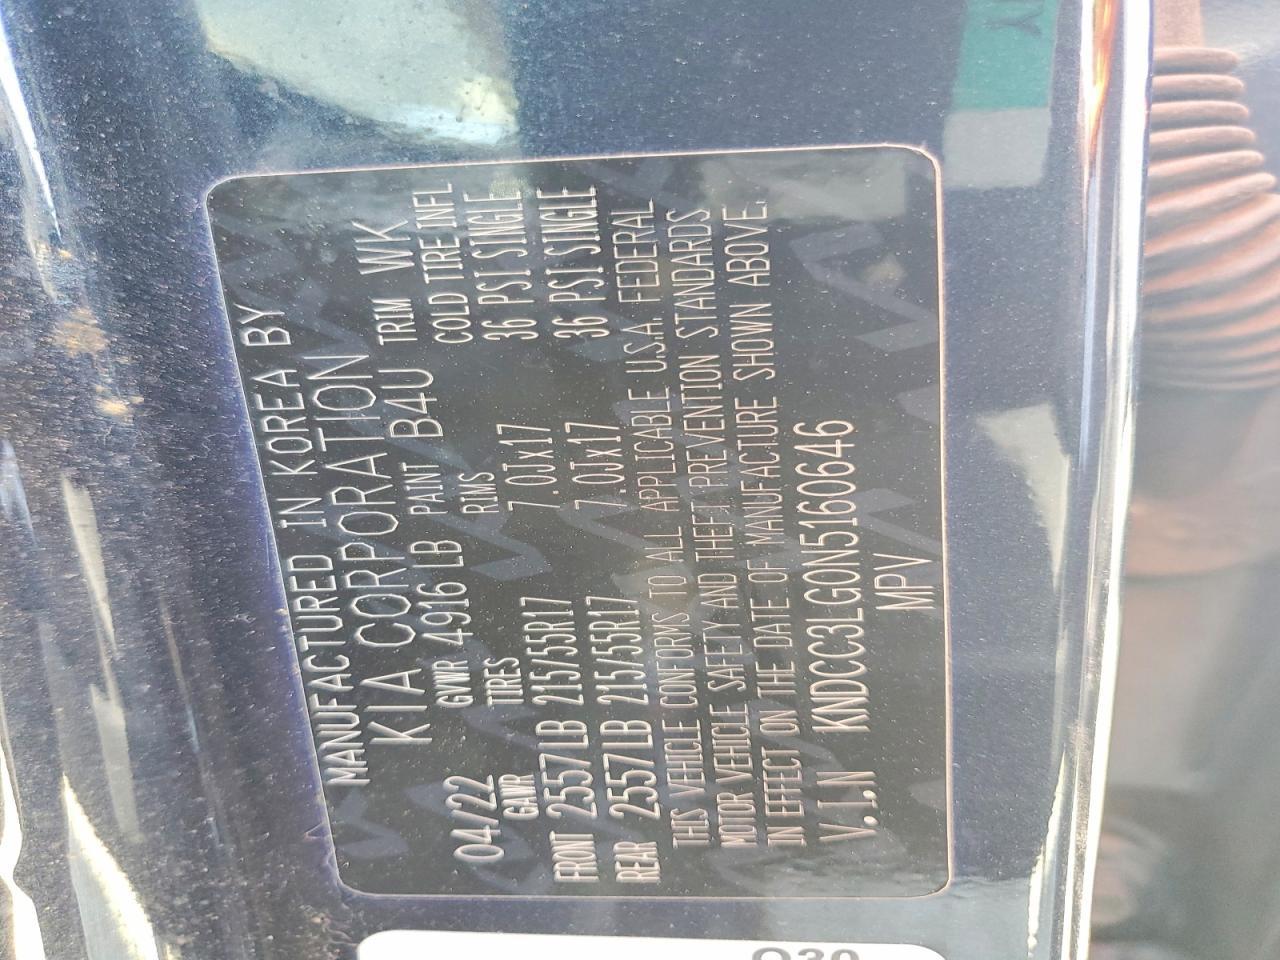 MANUFACTURED IN KOREA BY
KIA CORPORATION
04/22 GVWR 4916 LB PAINT B4U TRIM WK
GAWR TIRES RIMS COLD TIRE INFL
FRONT 2557LB 215/55R17 7.0Jx17 36 PSI SINGLE
REAR 2557LB 215/55R17 7.0Jx17 36 PSI SINGLE
THIS VEHICLE CONFORMS TO ALL APPLICABLE U.S.A. FEDERAL
MOTOR VEHICLE SAFETY AND THEFT PREVENTION STANDARDS
IN EFFECT ON THE DATE OF MANUFACTURE SHOWN ABOVE.
V.I.N KNDCC3LG0N5160646
MPV